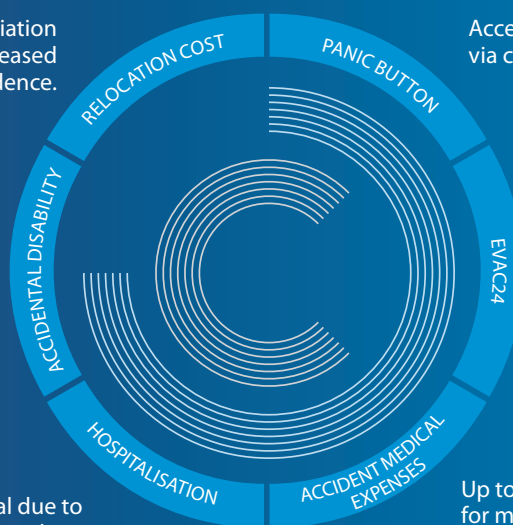 iation
eased
dence.
Acce
via c
RELOCATION COST
PANIC BUTTON
ACCIDENTAL DISABILITY
EVAC24
HOSPITALISATION
ACCIDENT MEDICAL
EXPENSES
al due to
Up to
for m